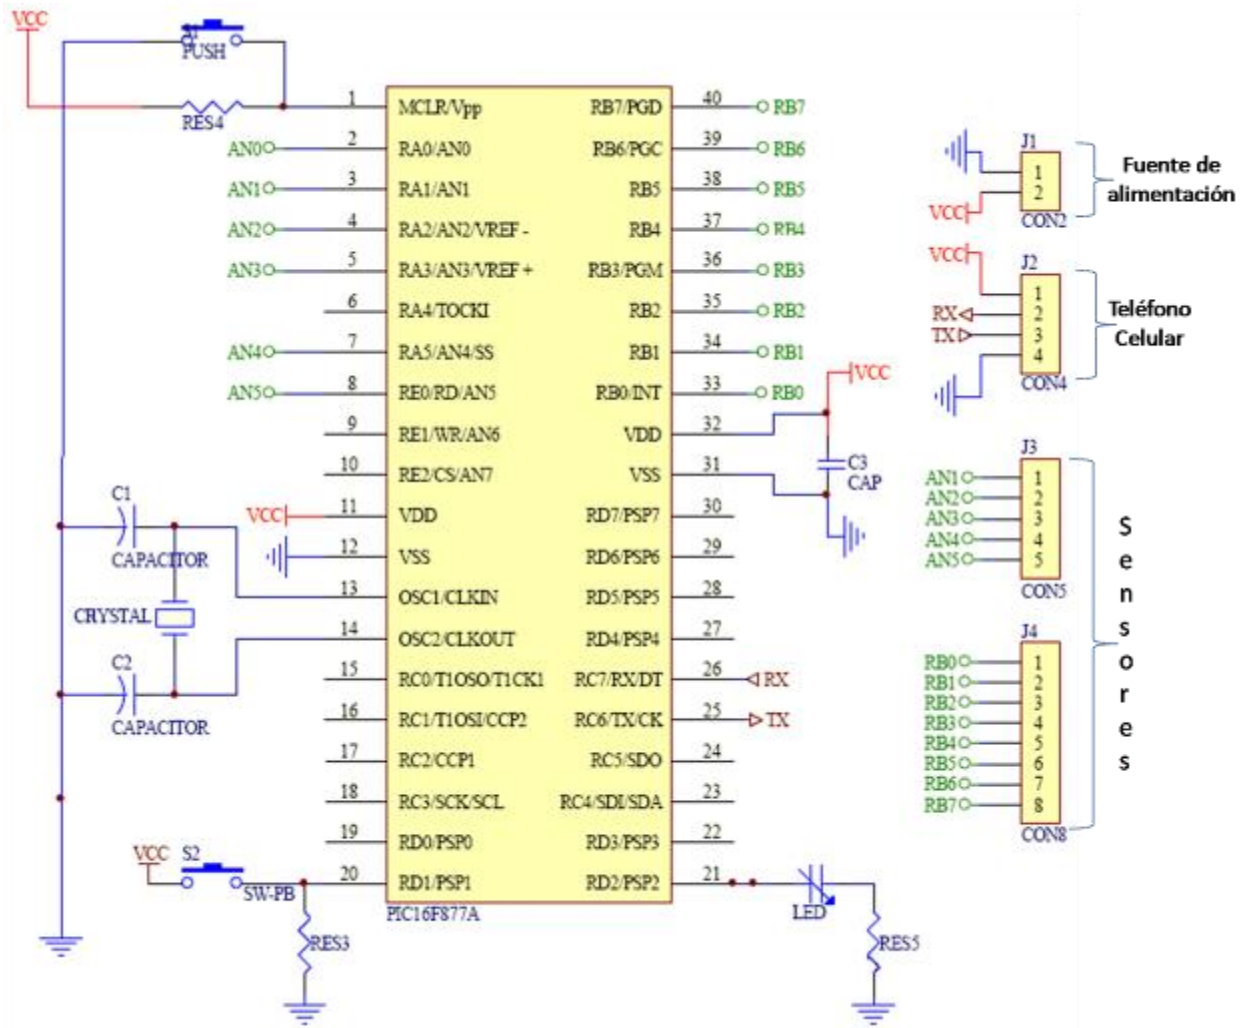 VCC
S1
PUSH
RES4
1 MCLR/Vpp RB7/PGD 40 RB7
AN0 2 RA0/AN0 RB6/PGC 39 RB6
AN1 3 RA1/AN1 RB5 38 RB5
AN2 4 RA2/AN2/VREF - RB4 37 RB4
AN3 5 RA3/AN3/VREF + RB3/PGM 36 RB3
6 RA4/TOCKI RB2 35 RB2
AN4 7 RA5/AN4/SS RB1 34 RB1
AN5 8 RE0/RD/AN5 RB0/INT 33 RB0
9 RE1/WR/AN6 VDD 32
10 RE2/CS/AN7 VSS 31
VCC 11 VDD RD7/PSP7 30
12 VSS RD6/PSP6 29
13 OSC1/CLKIN RD5/PSP5 28
14 OSC2/CLKOUT RD4/PSP4 27
15 RC0/T1OSO/T1CK1 RC7/RX/DT 26 RX
16 RC1/T1OSI/CCP2 RC6/TX/CK 25 TX
17 RC2/CCP1 RC5/SDO 24
18 RC3/SCK/SCL RC4/SDI/SDA 23
19 RD0/PSP0 RD3/PSP3 22
20 RD1/PSP1 RD2/PSP2 21
PIC16F877A
C1
CAPACITOR
CRYSTAL
C2
CAPACITOR
VCC
S2
SW-PB
RES3
LED
RES5
VCC
C3
CAP
J1
1
2
VCC
CON2
Fuente de
alimentación
VCC
J2
1
RX 2
TX 3
4
CON4
Teléfono
Celular
J3
AN1 1
AN2 2
AN3 3
AN4 4
AN5 5
CON5
J4
RB0 1
RB1 2
RB2 3
RB3 4
RB4 5
RB5 6
RB6 7
RB7 8
CON8
Sensores